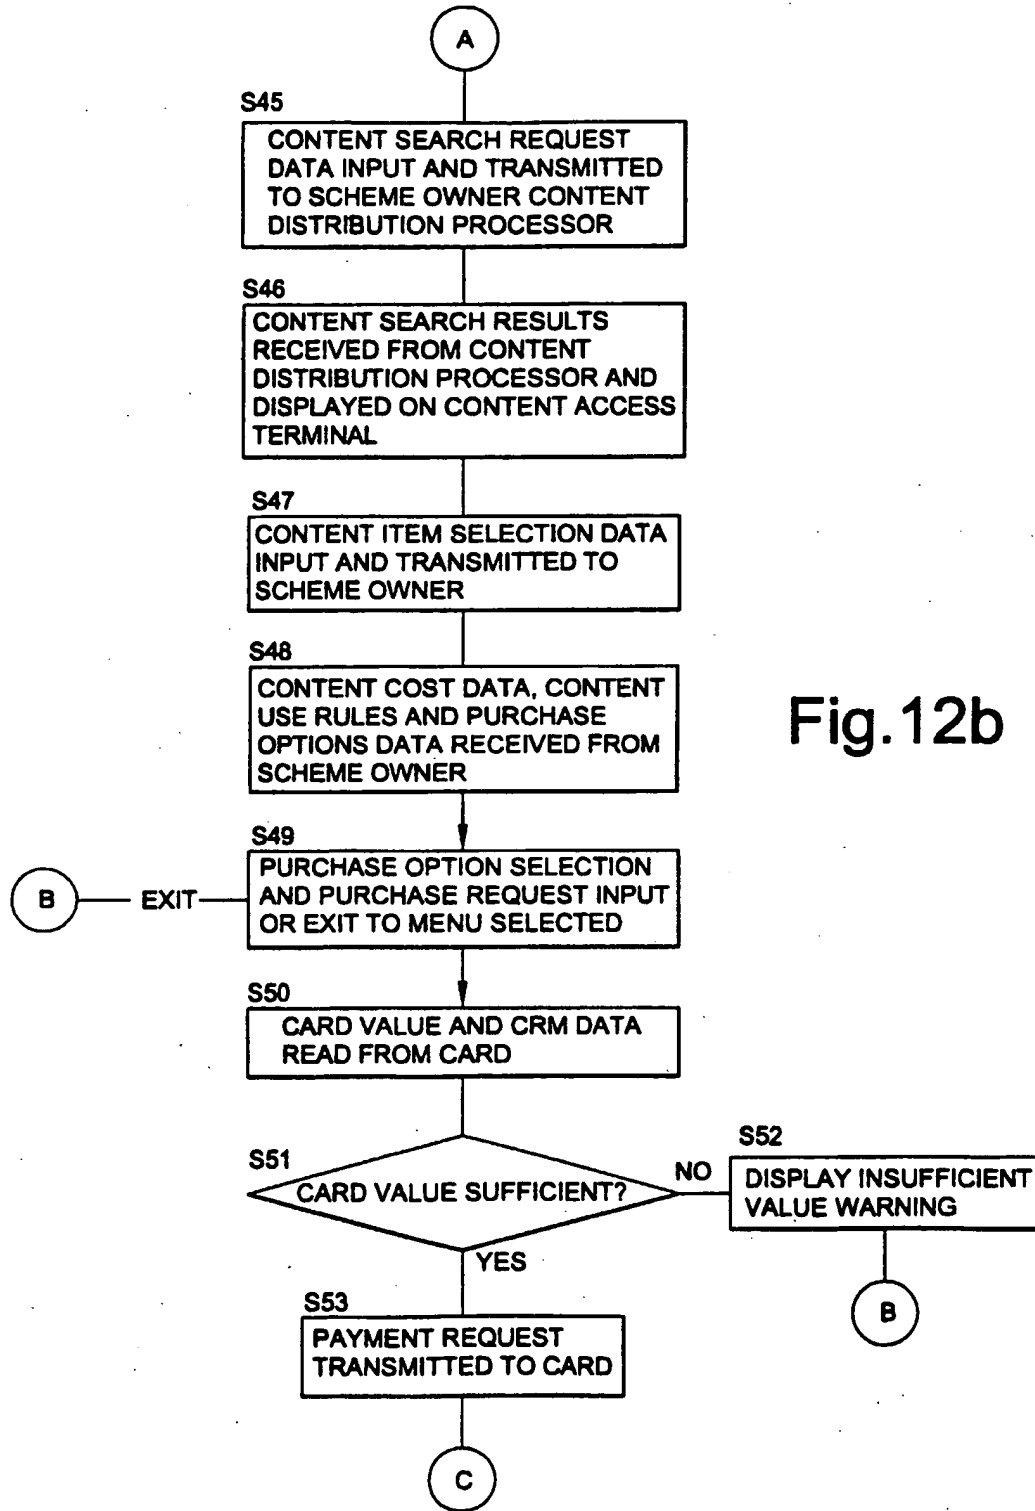 A
S45
CONTENT SEARCH REQUEST
DATA INPUT AND TRANSMITTED
TO SCHEME OWNER CONTENT
DISTRIBUTION PROCESSOR
S46
CONTENT SEARCH RESULTS
RECEIVED FROM CONTENT
DISTRIBUTION PROCESSOR AND
DISPLAYED ON CONTENT ACCESS
TERMINAL
S47
CONTENT ITEM SELECTION DATA
INPUT AND TRANSMITTED TO
SCHEME OWNER
S48
CONTENT COST DATA, CONTENT
USE RULES AND PURCHASE
OPTIONS DATA RECEIVED FROM
SCHEME OWNER
Fig.12b
S49
PURCHASE OPTION SELECTION
AND PURCHASE REQUEST INPUT
OR EXIT TO MENU SELECTED
B
EXIT
S50
CARD VALUE AND CRM DATA
READ FROM CARD
S51
CARD VALUE SUFFICIENT?
NO
S52
DISPLAY INSUFFICIENT
VALUE WARNING
YES
B
S53
PAYMENT REQUEST
TRANSMITTED TO CARD
C